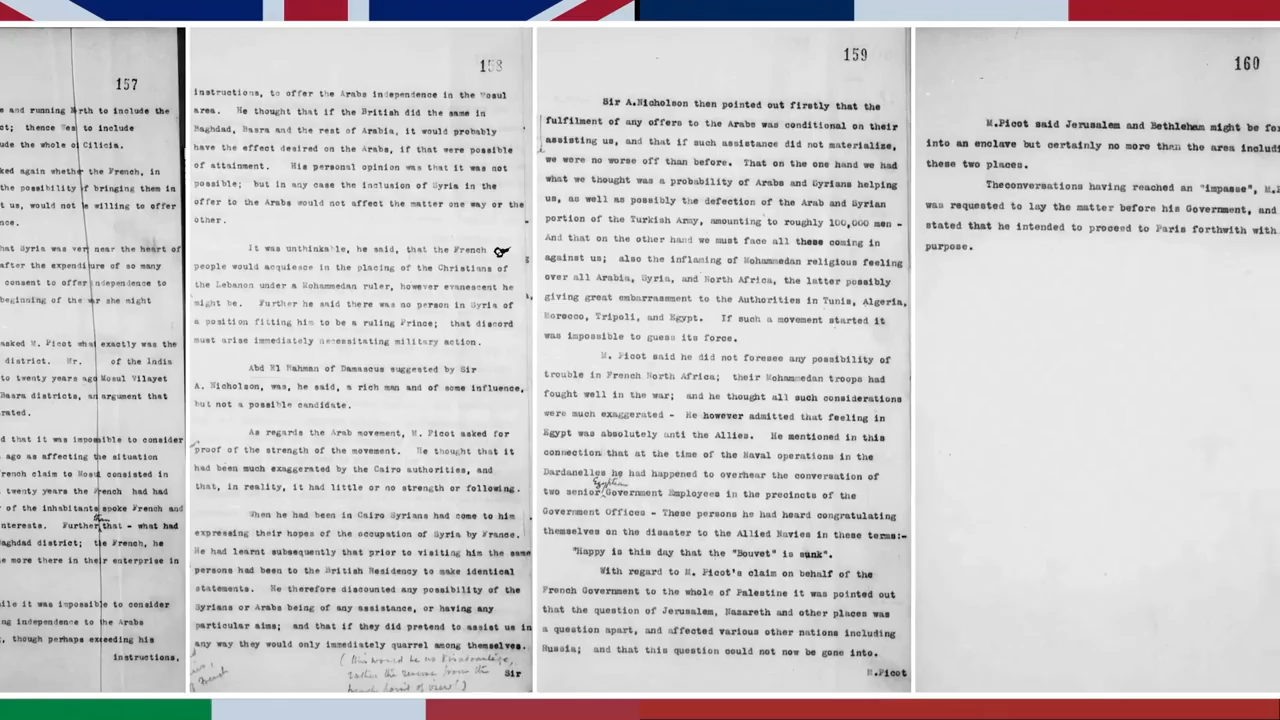 157
e and running North to include the
ct; thence Wes to include
ude the whole of Cilicia.
ked again whether the French, in
the possibility of bringing them in
t us, would not be willing to offer
nce.
hat Syria was very near the heart of
after the expenditure of so many
consent to offer independence to
beginning of the war she might
asked M. Picot what exactly was the
district. Mr. of the India
to twenty years ago Mosul Vilayet
Basra districts, an argument that
rated.
d that it was impossible to consider
ago as affecting the situation
French claim to Mosul consisted in
twenty years the French had had
of the inhabitants spoke French and
nterests. Further than that - what had
Baghdad district; the French, he
e more there in their enterprise in
hile it was impossible to consider
ng independence to the Arabs
, though perhaps exceeding his
instructions.
158
instructions, to offer the Arabs independence in the Mosul
area. He thought that if the British did the same in
Baghdad, Basra and the rest of Arabia, it would probably
have the effect desired on the Arabs, if that were possible
of attainment. His personal opinion was that it was not
possible; but in any case the inclusion of Syria in the
offer to the Arabs would not affect the matter one way or the
other.
It was unthinkable, he said, that the French
people would acquiesce in the placing of the Christians of
the Lebanon under a Mohammedan ruler, however evanescent he
might be. Further he said there was no person in Syria of
a position fitting him to be a ruling Prince; that discord
must arise immediately necessitating military action.
Abd El Rahman of Damascus suggested by Sir
A. Nicholson, was, he said, a rich man and of some influence,
but not a possible candidate.
As regards the Arab movement, M. Picot asked for
proof of the strength of the movement. He thought that it
had been much exaggerated by the Cairo authorities, and
that, in reality, it had little or no strength or following.
When he had been in Cairo Syrians had come to him
expressing their hopes of the occupation of Syria by France.
He had learnt subsequently that prior to visiting him the same
persons had been to the British Residency to make identical
statements. He therefore discounted any possibility of the
Syrians or Arabs being of any assistance, or having any
particular aims; and that if they did pretend to assist us in
any way they would only immediately quarrel among themselves.
(this would be no disadvantage,
rather the reverse from the
french point of view!)
French
Sir
159
Sir A.Nicholson then pointed out firstly that the
fulfilment of any offers to the Arabs was conditional on their
assisting us, and that if such assistance did not materialize,
we were no worse off than before. That on the one hand we had
what we thought was a probability of Arabs and Syrians helping
us, as well as possibly the defection of the Arab and Syrian
portion of the Turkish Army, amounting to roughly 100,000 men -
And that on the other hand we must face all these coming in
against us; also the inflaming of Mohammedan religious feeling
over all Arabia, Syria, and North Africa, the latter possibly
giving great embarrassment to the Authorities in Tunis, Algeria,
Morocco, Tripoli, and Egypt. If such a movement started it
was impossible to guess its force.
M. Picot said he did not foresee any possibility of
trouble in French North Africa; their Mohammedan troops had
fought well in the war; and he thought all such considerations
were much exaggerated - He however admitted that feeling in
Egypt was absolutely anti the Allies. He mentioned in this
connection that at the time of the Naval operations in the
Dardanelles he had happened to overhear the conversation of
two senior Egyptian Government Employees in the precincts of the
Government Offices - These persons he had heard congratulating
themselves on the disaster to the Allied Navies in these terms:-
"Happy is this day that the "Bouvet" is sunk".
With regard to M. Picot's claim on behalf of the
French Government to the whole of Palestine it was pointed out
that the question of Jerusalem, Nazareth and other places was
a question apart, and affected various other nations including
Russia; and that this question could not now be gone into.
M.Picot
160
M.Picot said Jerusalem and Bethleham might be for
into an enclave but certainly no more than the area includi
these two places.
Theconversations having reached an "impasse", M.
was requested to lay the matter before his Government, and
stated that he intended to proceed to Paris forthwith with
purpose.